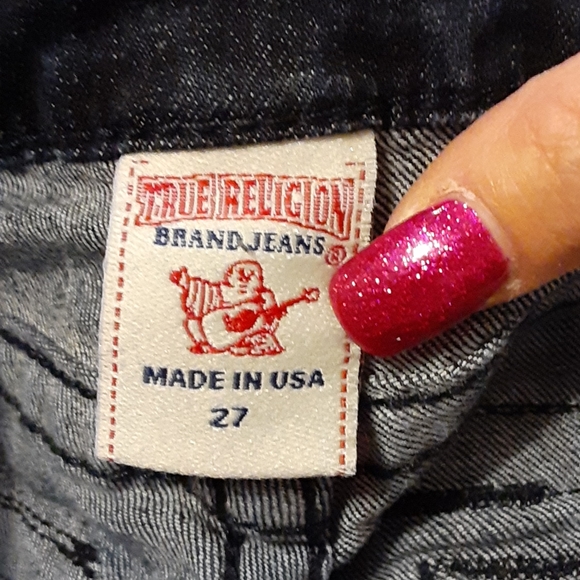 TRUE RELIGION
BRAND JEANS ®
MADE IN USA
27